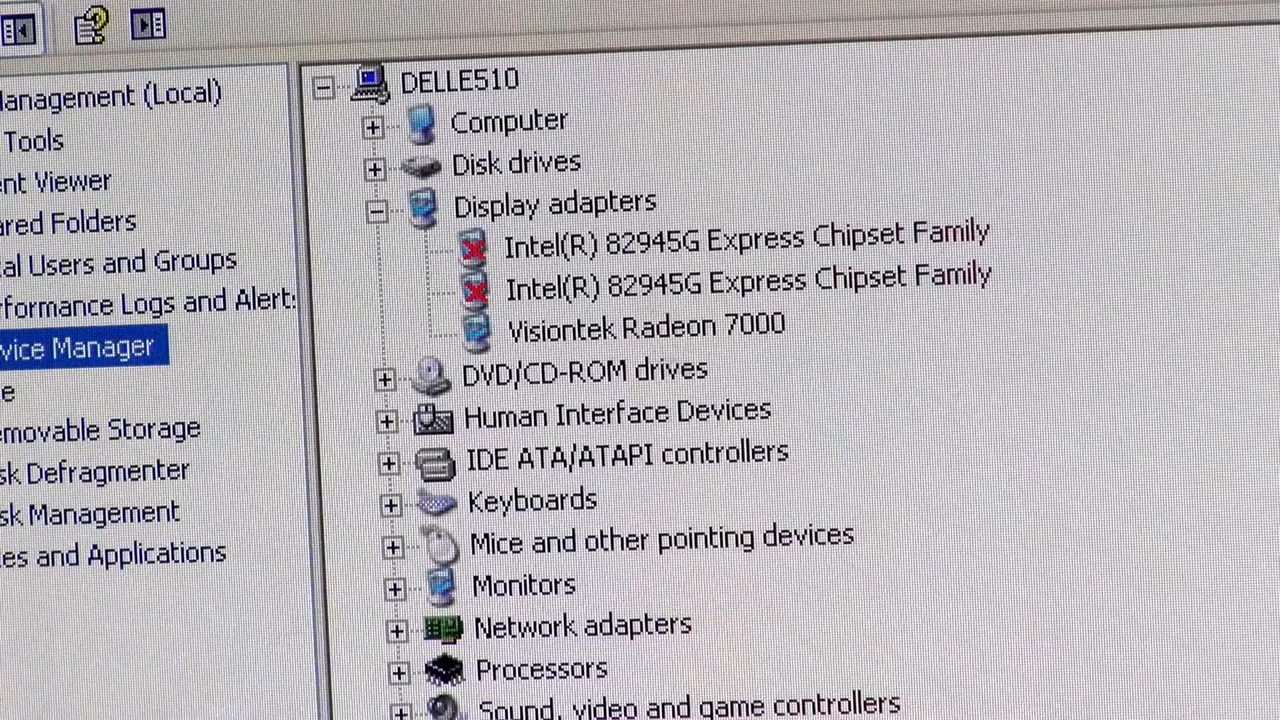 anagement (Local)
Tools
nt Viewer
ared Folders
al Users and Groups
rformance Logs and Alert:
vice Manager
e
emovable Storage
sk Defragmenter
sk Management
es and Applications
DELLE510
Computer
Disk drives
Display adapters
Intel(R) 82945G Express Chipset Family
Intel(R) 82945G Express Chipset Family
Visiontek Radeon 7000
DVD/CD-ROM drives
Human Interface Devices
IDE ATA/ATAPI controllers
Keyboards
Mice and other pointing devices
Monitors
Network adapters
Processors
Sound, video and game controllers